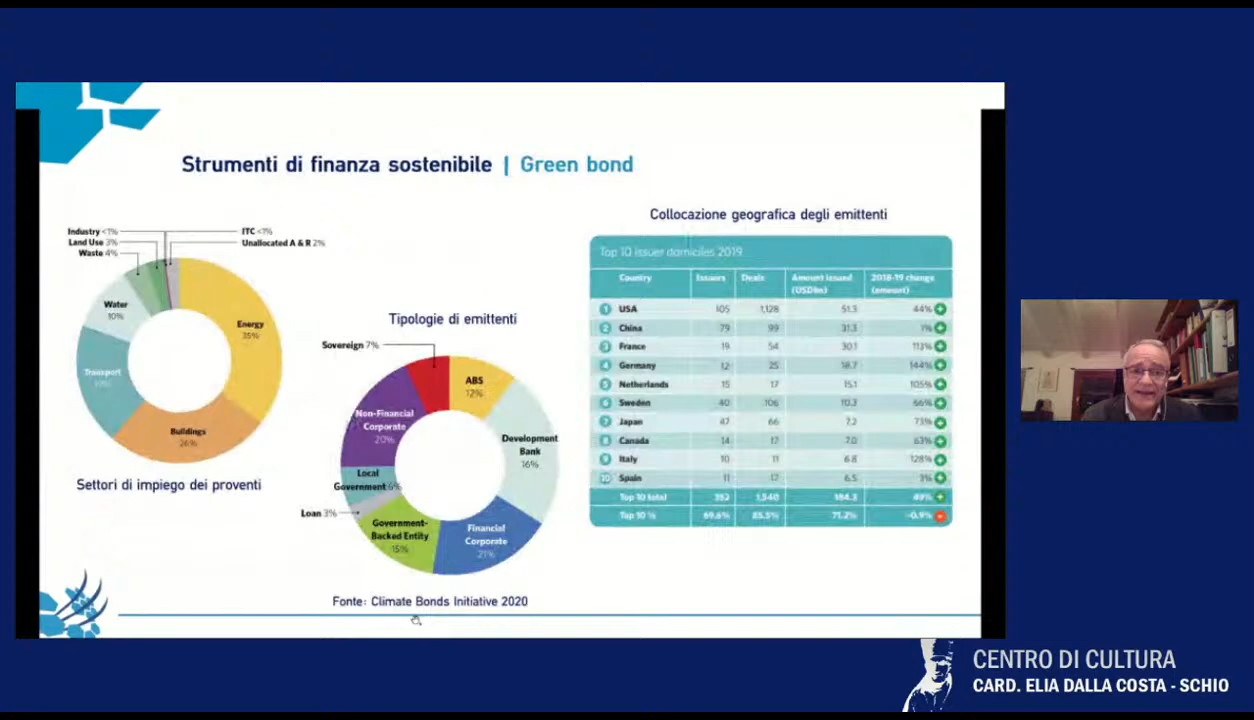 Strumenti di finanza sostenibile | Green bond
Industry <1%
Land Use 3%
Waste 4%
ITC <1%
Unallocated A & R 2%
Water
10%
Energy
35%
Transport
Buildings
26%
Settori di impiego dei proventi
Tipologie di emittenti
Sovereign 7%
ABS
12%
Non-Financial
Corporate
20%
Development
Bank
16%
Local
Government 6%
Loan 3%
Government-
Backed Entity
15%
Financial
Corporate
21%
Fonte: Climate Bonds Initiative 2020
Collocazione geografica degli emittenti
Top 10 issuer domiciles 2019
Country Issuers Deals Amount issued (USDbn) 2018-19 change (amount)
1 USA 105 1,128 51.3 44%
2 China 79 99 31.3 1%
3 France 19 54 30.1 113%
4 Germany 12 25 18.7 144%
5 Netherlands 15 17 15.1 105%
6 Sweden 40 106 10.3 66%
7 Japan 47 66 7.2 73%
8 Canada 14 17 7.0 63%
9 Italy 10 11 6.8 128%
10 Spain 11 17 6.5 3%
Top 10 total 352 1,540 184.3 49%
Top 10 % 69.6% 85.5% 71.2% -0.9%
CENTRO DI CULTURA
CARD. ELIA DALLA COSTA - SCHIO